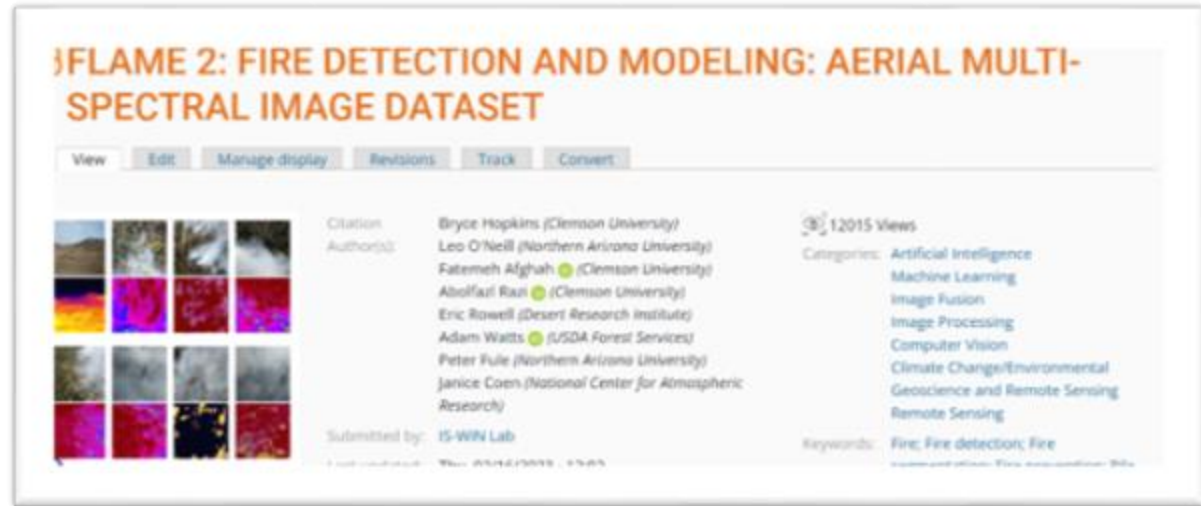 FLAME 2: FIRE DETECTION AND MODELING: AERIAL MULTI-
SPECTRAL IMAGE DATASET
View Edit Manage display Revisions Track Convert
Citation Author(s): Bryce Hopkins (Clemson University)
Leo O'Neill (Northern Arizona University)
Fatemeh Afghah (Clemson University)
Abolfazl Razi (Clemson University)
Eric Rowell (Desert Research Institute)
Adam Watts (USDA Forest Services)
Peter Fule (Northern Arizona University)
Janice Coen (National Center for Atmospheric
Research)
Submitted by: IS-WiN Lab
12015 Views
Categories: Artificial Intelligence
Machine Learning
Image Fusion
Image Processing
Computer Vision
Climate Change/Environmental
Geoscience and Remote Sensing
Remote Sensing
Keywords: Fire; Fire detection; Fire